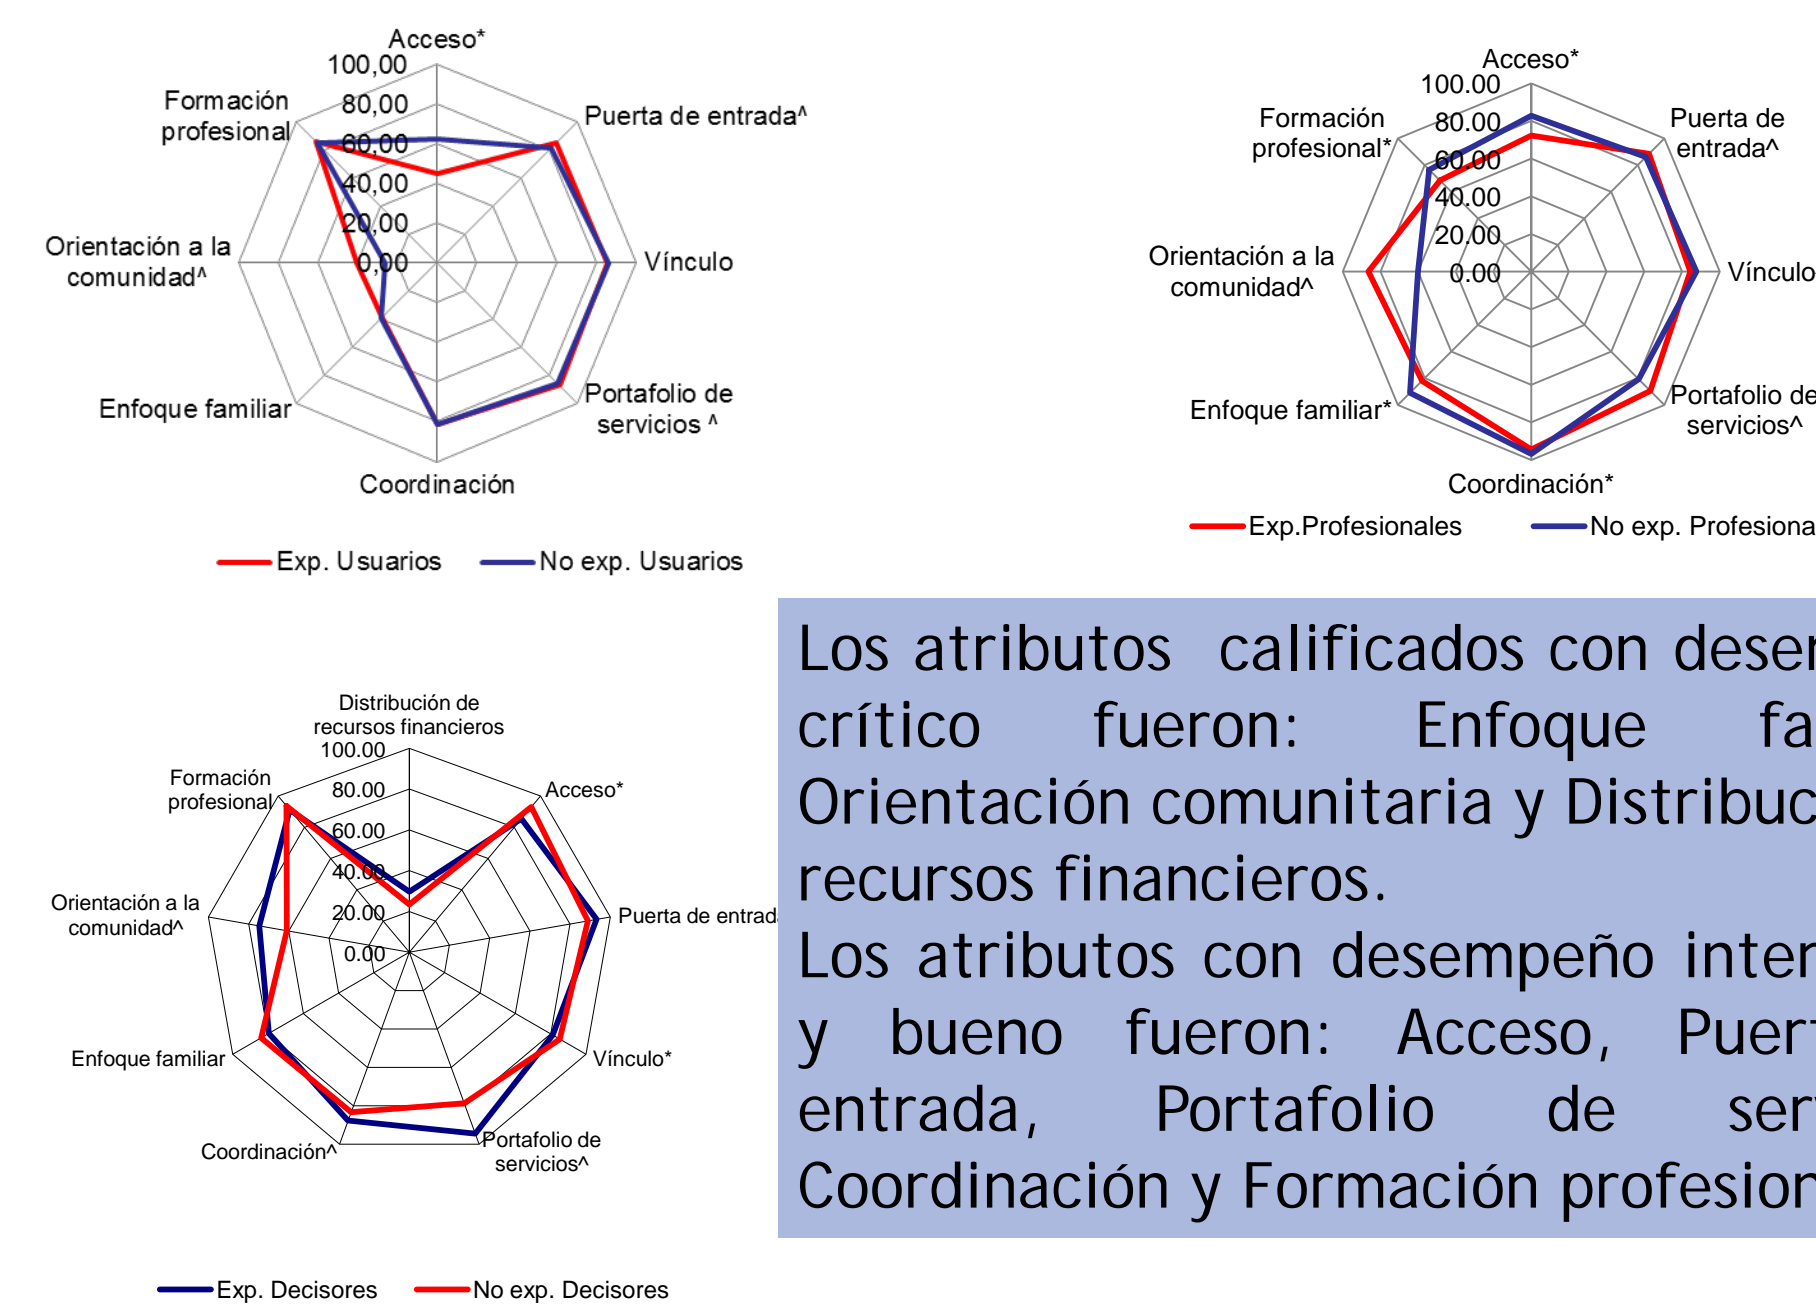 Acceso*
100,00
80,00
60,00
40,00
20,00
0,00
Puerta de entrada^
Vínculo
Portafolio de
servicios ^
Coordinación
Enfoque familiar
Orientación a la
comunidad^
Formación
profesional
Exp. Usuarios
No exp. Usuarios
Acceso*
100.00
80.00
60.00
40.00
20.00
0.00
Puerta de
entrada^
Vínculo
Portafolio de
servicios^
Coordinación*
Enfoque familiar*
Orientación a la
comunidad^
Formación
profesional*
Exp.Profesionales
No exp. Profesiona
Distribución de
recursos financieros
100.00
80.00
60.00
40.00
20.00
0.00
Acceso*
Puerta de entrad
Vínculo*
Portafolio de
servicios^
Coordinación^
Enfoque familiar
Orientación a la
comunidad^
Formación
profesional
Exp. Decisores
No exp. Decisores
Los atributos calificados con
crítico fueron: Enfoque fa
Orientación comunitaria y Distribuc
recursos financieros.
Los atributos con desempeño inter
y bueno fueron: Acceso, Puer
entrada, Portafolio de ser
Coordinación y Formación profesion